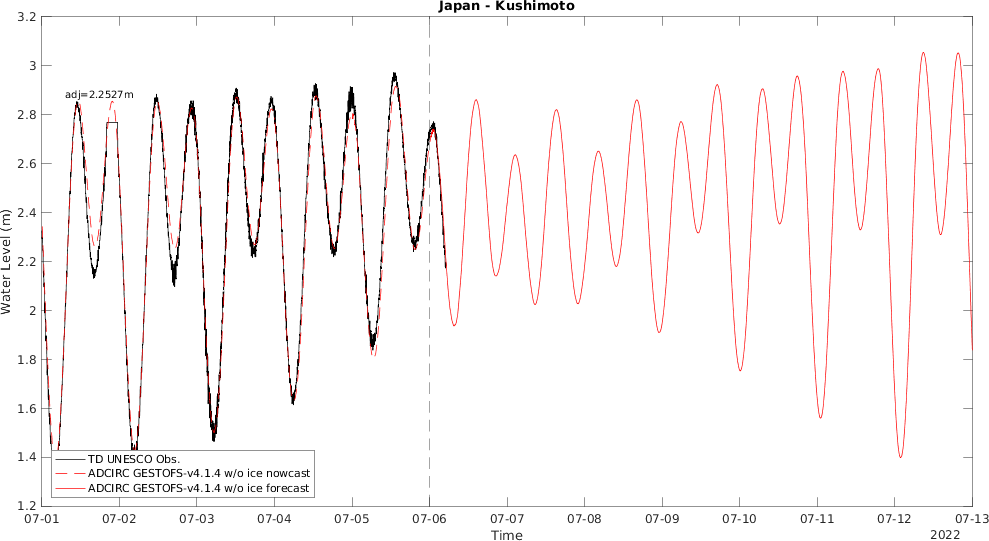 Japan - Kushimoto
3.2
3
2.8
2.6
2.4
2.2
2
1.8
1.6
1.4
1.2
Water Level (m)
adj=2.2527m
TD UNESCO Obs.
ADCIRC GESTOFS-v4.1.4 w/o ice nowcast
ADCIRC GESTOFS-v4.1.4 w/o ice forecast
07-01 07-02 07-03 07-04 07-05 07-06 07-07 07-08 07-09 07-10 07-11 07-12 07-13
Time
2022